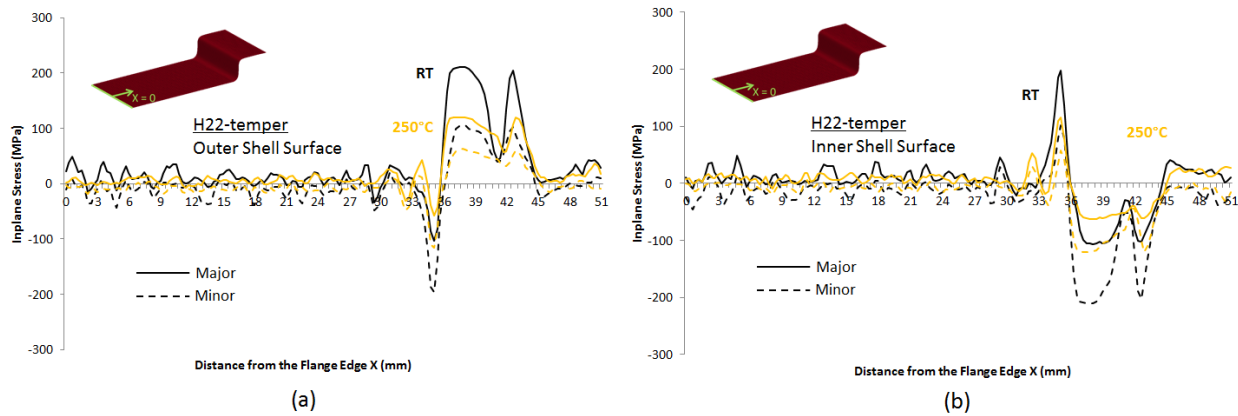 300
200
100
0
-100
-200
-300
Inplane Stress (MPa)
X = 0
H22-temper
Outer Shell Surface
RT
250°C
0 3 6 9 12 15 18 21 24 27 30 33 36 39 42 45 48 51
Major
Minor
Distance from the Flange Edge X (mm)
(a)
300
200
100
0
-100
-200
-300
Inplane Stress (MPa)
X = 0
H22-temper
Inner Shell Surface
RT
250°C
0 3 6 9 12 15 18 21 24 27 30 33 36 39 42 45 48 51
Major
Minor
Distance from the Flange Edge X (mm)
(b)